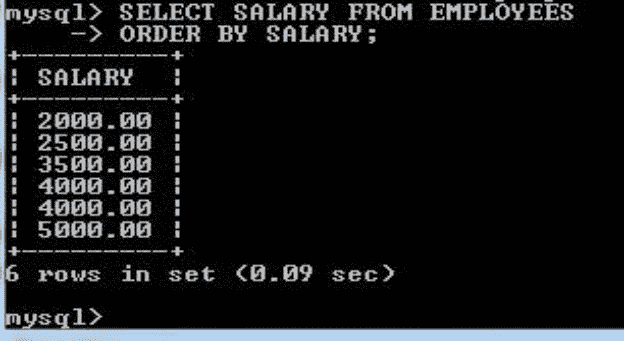 mysql> SELECT SALARY FROM EMPLOYEES
    -> ORDER BY SALARY;
+----------+
| SALARY   |
+----------+
| 2000.00 |
| 2500.00 |
| 3500.00 |
| 4000.00 |
| 4000.00 |
| 5000.00 |
+----------+
6 rows in set (0.09 sec)
mysql>